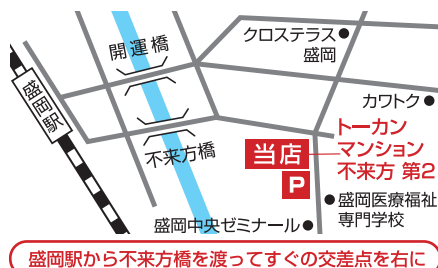 開運橋
クロステラス
盛岡
盛岡駅
カワトク
不来方橋
当店
P
トーカン
マンション
不来方 第2
盛岡医療福祉
専門学校
盛岡中央ゼミナール
盛岡駅から不来方橋を渡ってすぐの交差点を右に